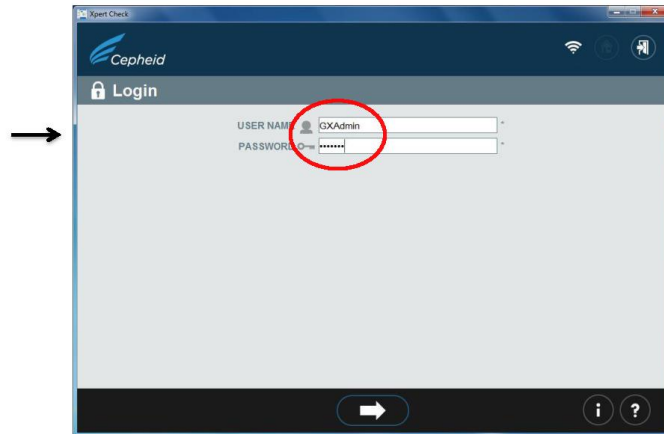 Xpert Check
Cepheid
Login
USER NAME GXAdmin *
PASSWORD ••••••• *
i ?